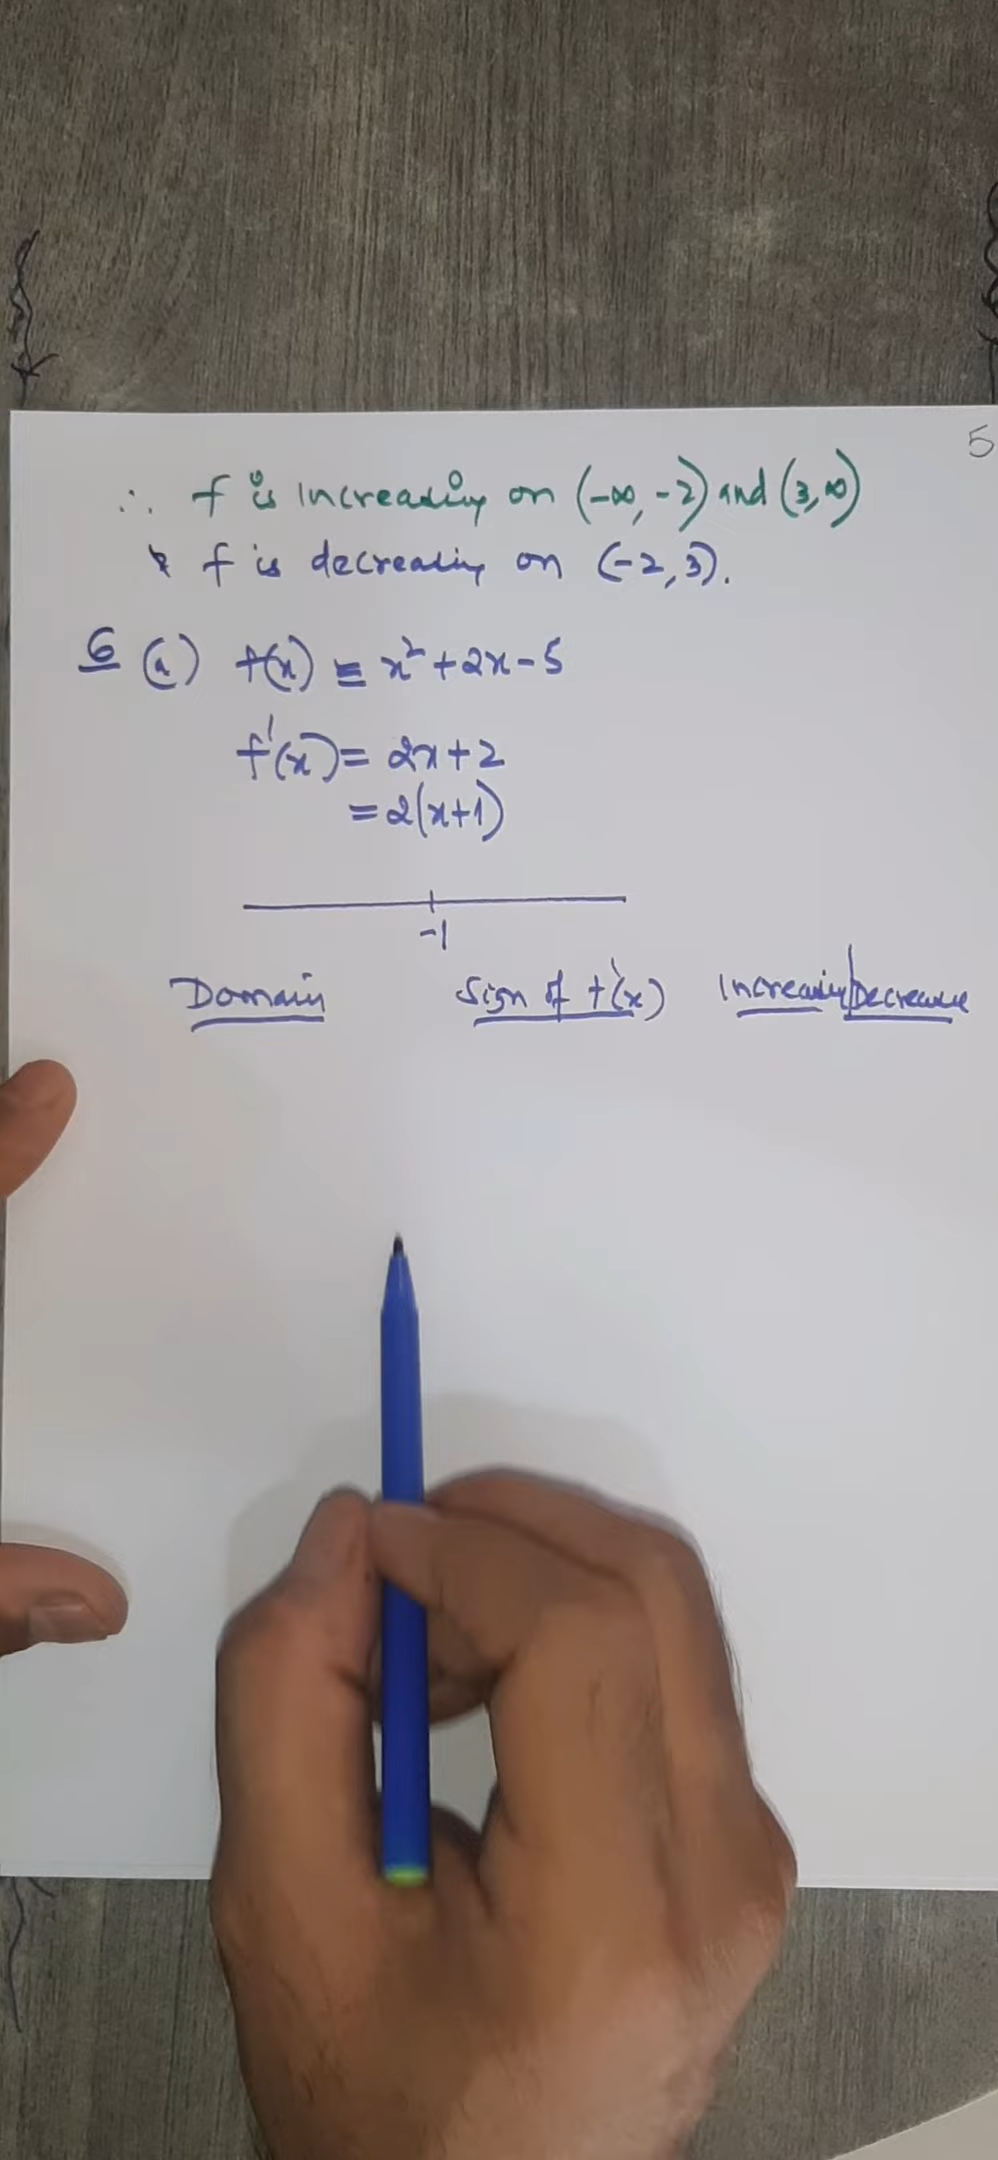 5
∴ f is increasing on (-∞, -2) and (3, ∞)
& f is decreasing on (-2, 3).
6 (a) f(x) = x² + 2x - 5
f'(x) = 2x + 2
= 2(x+1)
-1
Domain Sign of f'(x) Increasing/Decrease